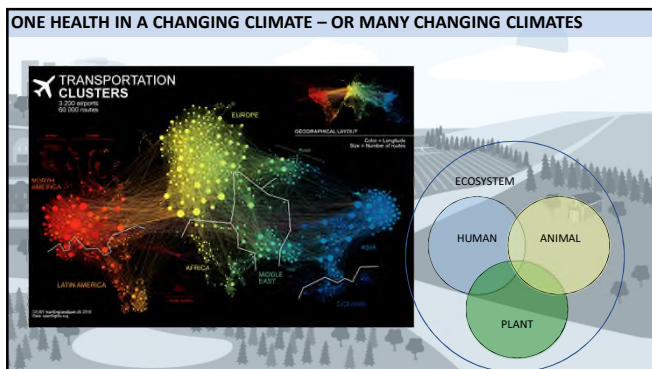 ONE HEALTH IN A CHANGING CLIMATE – OR MANY CHANGING CLIMATES
TRANSPORTATION
CLUSTERS
3 200 airports
60 000 routes
EUROPE
GEOGRAPHICAL LAYOUT
Color = Longitude
Size = Number of routes
NORTH
AMERICA
ASIA
AFRICA
MIDDLE
EAST
LATIN AMERICA
OCEANIA
ECOSYSTEM
HUMAN
ANIMAL
PLANT